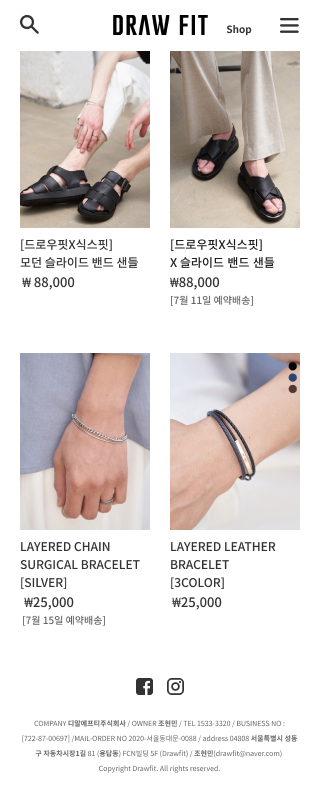 DRAW FIT
Shop
[드로우핏X식스핏]
모던 슬라이드 밴드 샌들
₩ 88,000
[드로우핏X식스핏]
X 슬라이드 밴드 샌들
₩88,000
[7월 11일 예약배송]
LAYERED CHAIN
SURGICAL BRACELET
[SILVER]
₩25,000
[7월 15일 예약배송]
LAYERED LEATHER
BRACELET
[3COLOR]
₩25,000
COMPANY 디알에프티주식회사 / OWNER 조현민 / TEL 1533-3320 / BUSINESS NO :
[722-87-00697] /MAIL-ORDER NO 2020-서울동대문-0088 / address 04808 서울특별시 성동
구 자동차시장1길 81 (용답동) FCN빌딩 5F (Drawfit) / 조현민(drawfit@naver.com)
Copyright Drawfit. All rights reserved.